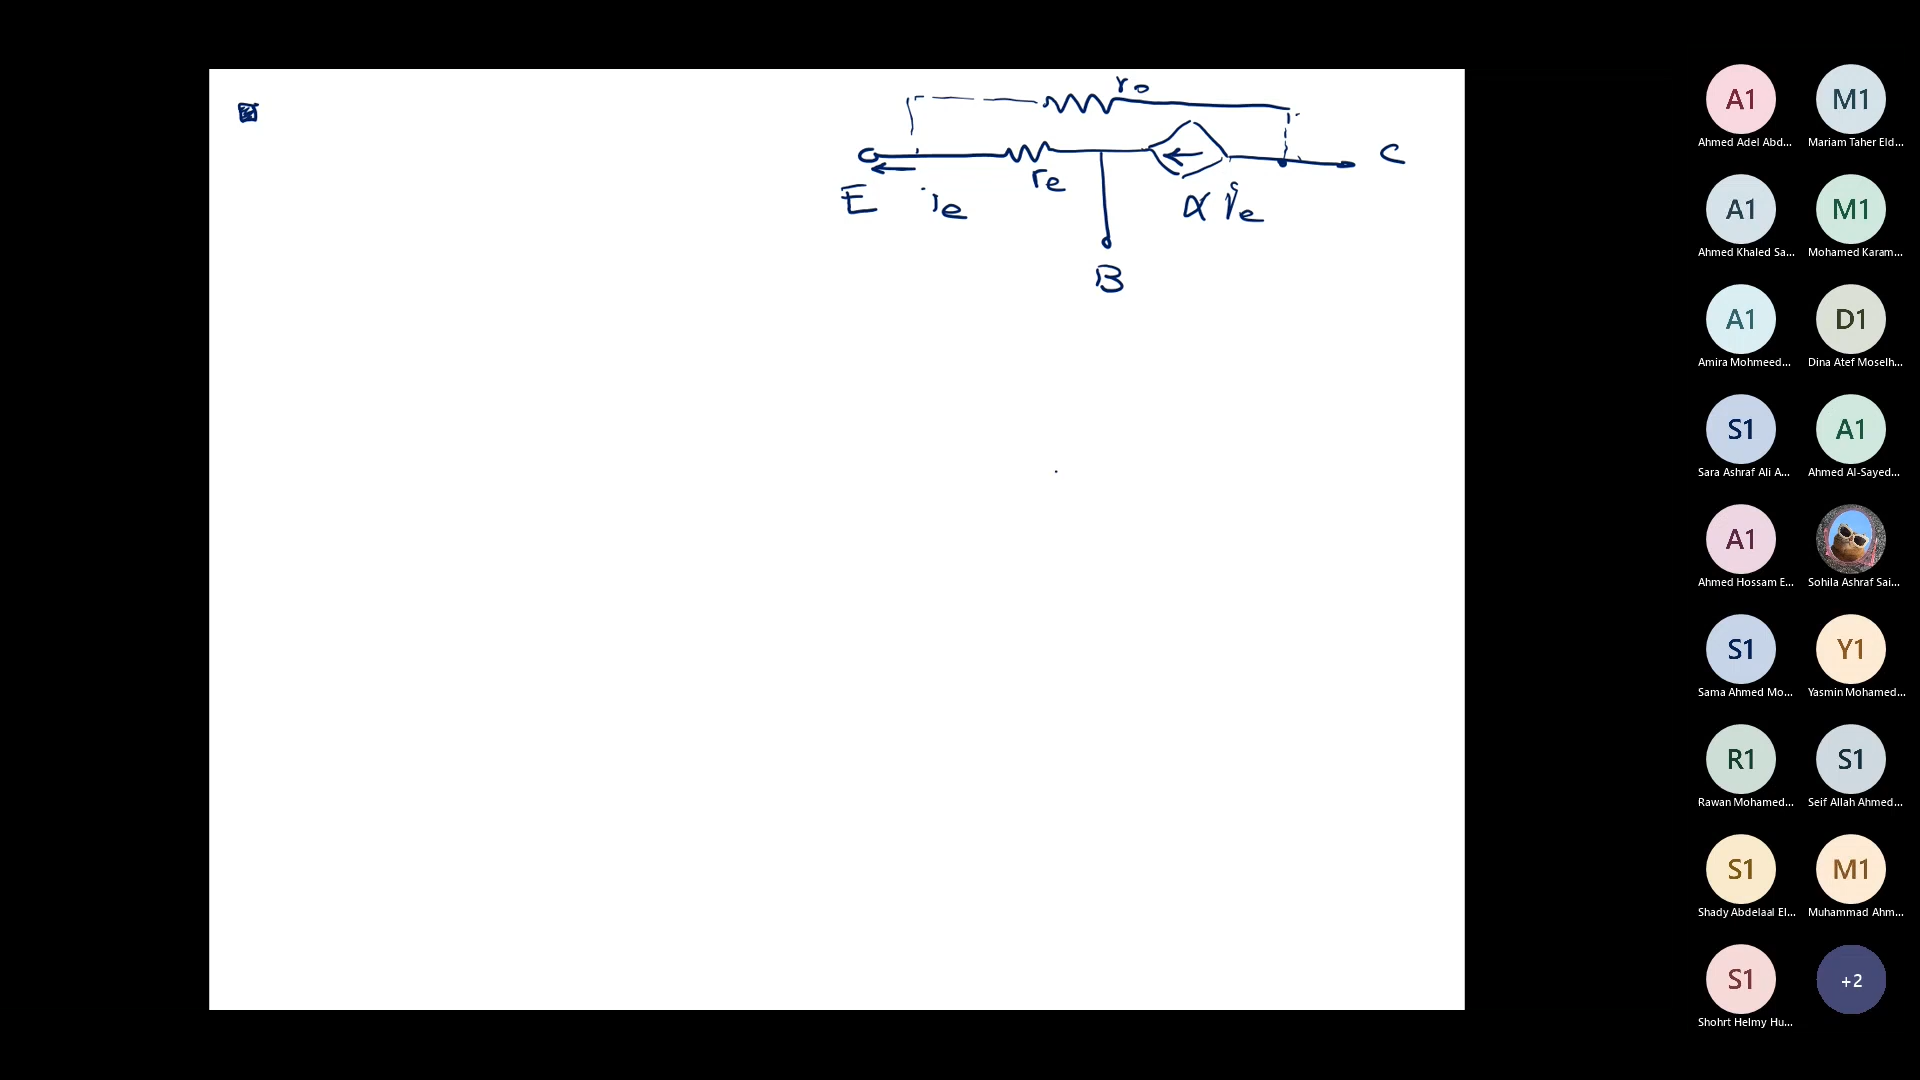 r₀
E iₑ rₑ α iₑ C
B
A1 M1
Ahmed Adel Abd... Mariam Taher Eld...
A1 M1
Ahmed Khaled Sa... Mohamed Karam...
A1 D1
Amira Mohmeed... Dina Atef Moselh...
S1 A1
Sara Ashraf Ali A... Ahmed Al-Sayed...
A1
Ahmed Hossam E... Sohila Ashraf Sai...
S1 Y1
Sama Ahmed Mo... Yasmin Mohamed...
R1 S1
Rawan Mohamed... Seif Allah Ahmed...
S1 M1
Shady Abdelaal El... Muhammad Ahm...
S1 +2
Shohrt Helmy Hu...